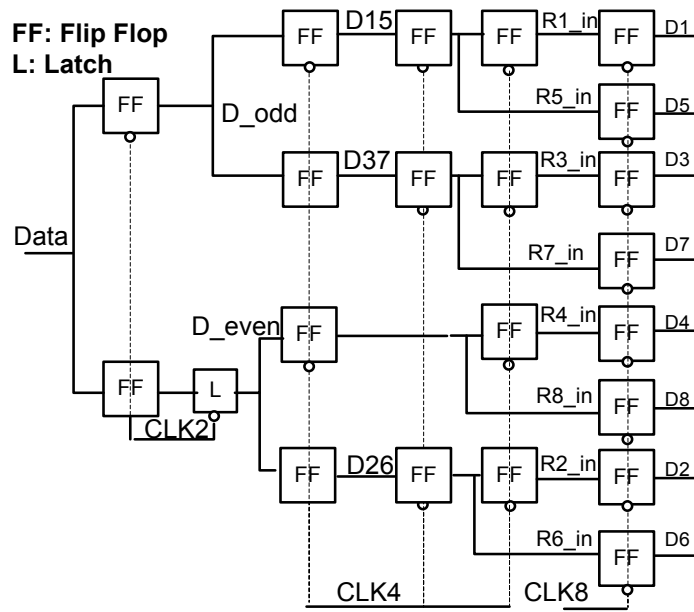 FF: Flip Flop
L: Latch
FF D15 FF FF R1_in FF D1
FF D_odd R5_in FF D5
FF D37 FF FF R3_in FF D3
Data R7_in FF D7
D_even FF FF R4_in FF D4
FF L R8_in FF D8
CLK2
FF D26 FF FF R2_in FF D2
R6_in FF D6
CLK4 CLK8